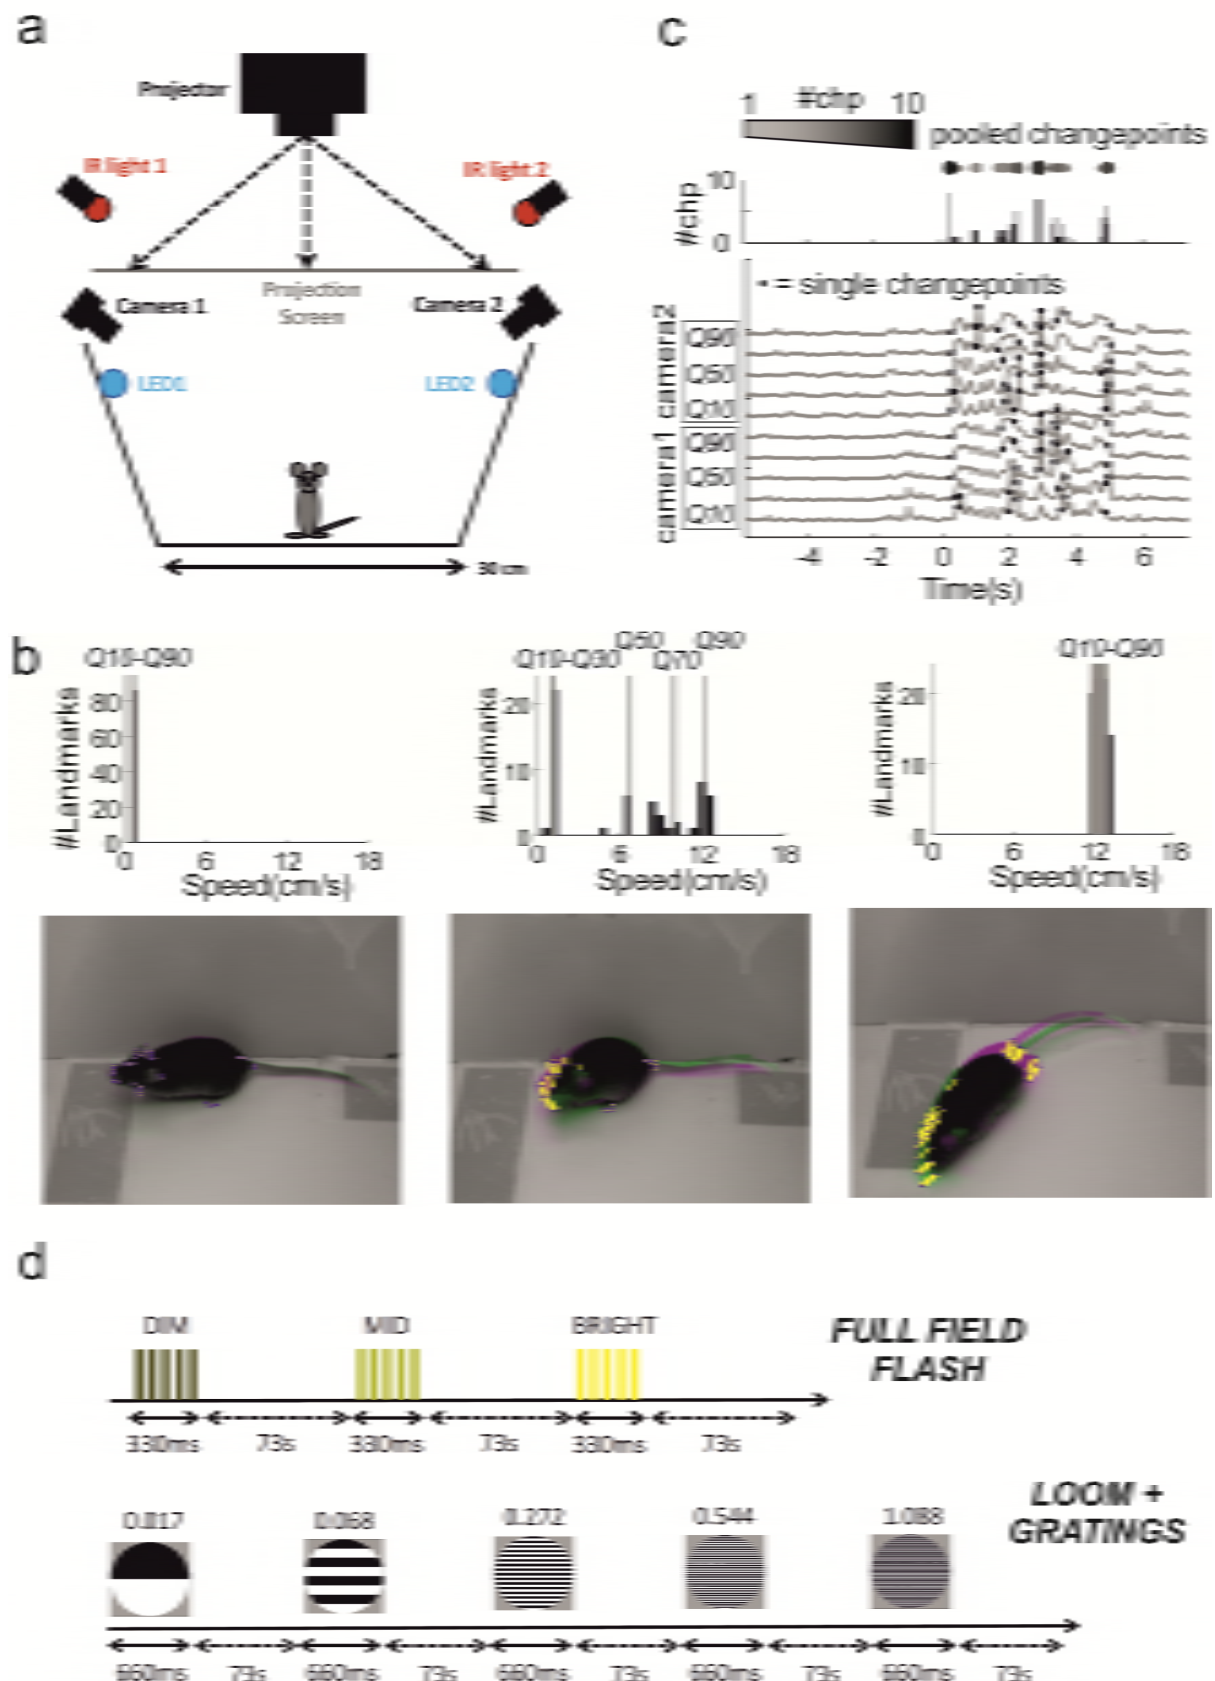 a
Projector
IR light 1
IR light 2
Camera 1
Projection
Screen
Camera 2
LED1
LED2
30 cm
c
1 #chp 10
pooled changepoints
#chp
10
0
• = single changepoints
camera2
Q90
Q50
Q10
camera1
Q90
Q50
Q10
-4 -2 0 2 4 6
Time(s)
b
Q10-Q90
#Landmarks
80
60
40
20
0
0 6 12 18
Speed(cm/s)
Q10-Q30
Q50
Q70
Q90
#Landmarks
20
10
0
0 6 12 18
Speed(cm/s)
Q10-Q90
#Landmarks
20
10
0
0 6 12 18
Speed(cm/s)
d
DIM MID BRIGHT
FULL FIELD
FLASH
330ms 73s 330ms 73s 330ms 73s
LOOM +
GRATINGS
0.017 0.068 0.272 0.544 1.088
660ms 73s 660ms 73s 660ms 73s 660ms 73s 660ms 73s